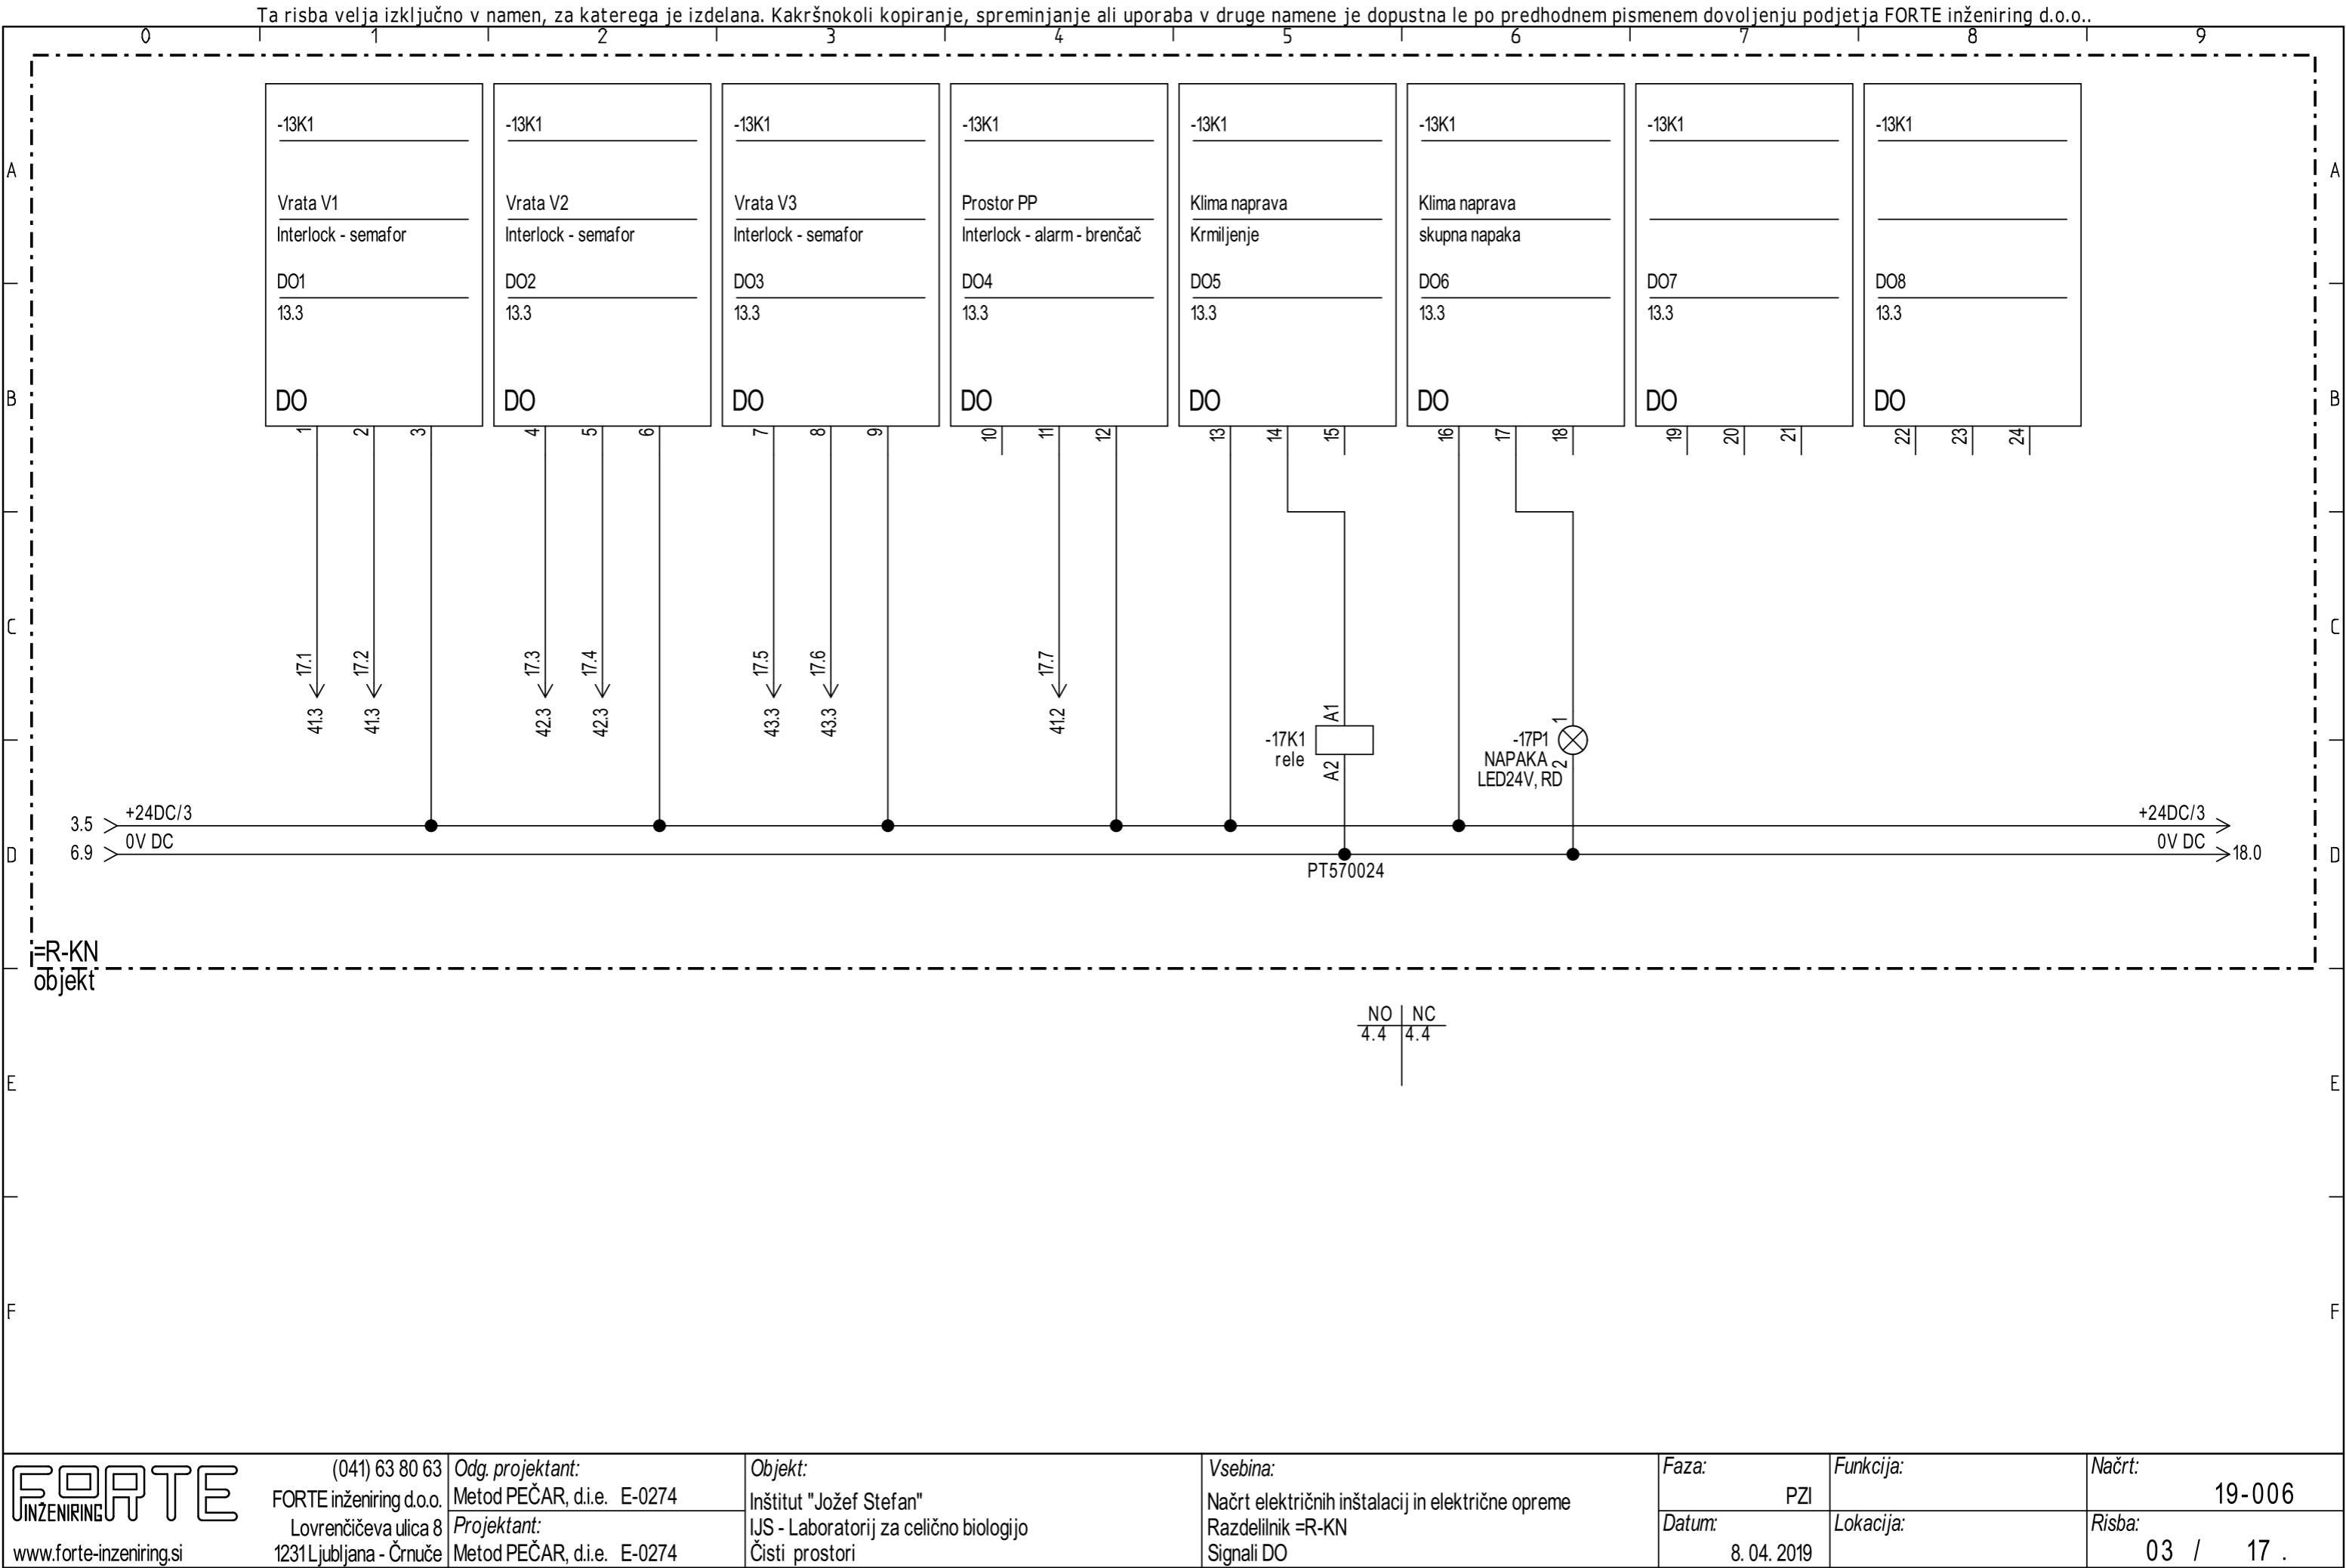 Ta risba velja izključno v namen, za katerega je izdelana. Kakršnokoli kopiranje, spreminjanje ali uporaba v druge namene je dopustna le po predhodnem pismenem dovoljenju podjetja FORTE inženiring d.o.o..
0 1 2 3 4 5 6 7 8 9
A A
-13K1 -13K1 -13K1 -13K1 -13K1 -13K1 -13K1 -13K1
Vrata V1 Vrata V2 Vrata V3 Prostor PP Klima naprava Klima naprava
Interlock - semafor Interlock - semafor Interlock - semafor Interlock - alarm - brenčač Krmiljenje skupna napaka
DO1 DO2 DO3 DO4 DO5 DO6 DO7 DO8
13.3 13.3 13.3 13.3 13.3 13.3 13.3 13.3
B B
DO DO DO DO DO DO DO DO
1 2 3 4 5 6 7 8 9 10 11 12 13 14 15 16 17 18 19 20 21 22 23 24
C C
17.1 17.2 17.3 17.4 17.5 17.6 17.7
41.3 41.3 42.3 42.3 43.3 43.3 41.2
A1 1
-17K1 -17P1
rele NAPAKA
A2 2
LED24V, RD
+24DC/3 +24DC/3
3.5
0V DC 0V DC
6.9 18.0
D D
PT570024
=R-KN
objekt
NO NC
4.4 4.4
E E
F F
FORTE
INŽENIRING
www.forte-inzeniring.si
(041) 63 80 63
FORTE inženiring d.o.o.
Lovrenčičeva ulica 8
1231 Ljubljana - Črnuče
Odg. projektant:
Metod PEČAR, d.i.e. E-0274
Projektant:
Metod PEČAR, d.i.e. E-0274
Objekt:
Inštitut "Jožef Stefan"
IJS - Laboratorij za celično biologijo
Čisti prostori
Vsebina:
Načrt električnih inštalacij in električne opreme
Razdelilnik =R-KN
Signali DO
Faza:
PZI
Datum:
8. 04. 2019
Funkcija:
Lokacija:
Načrt:
19-006
Risba:
03 / 17 .